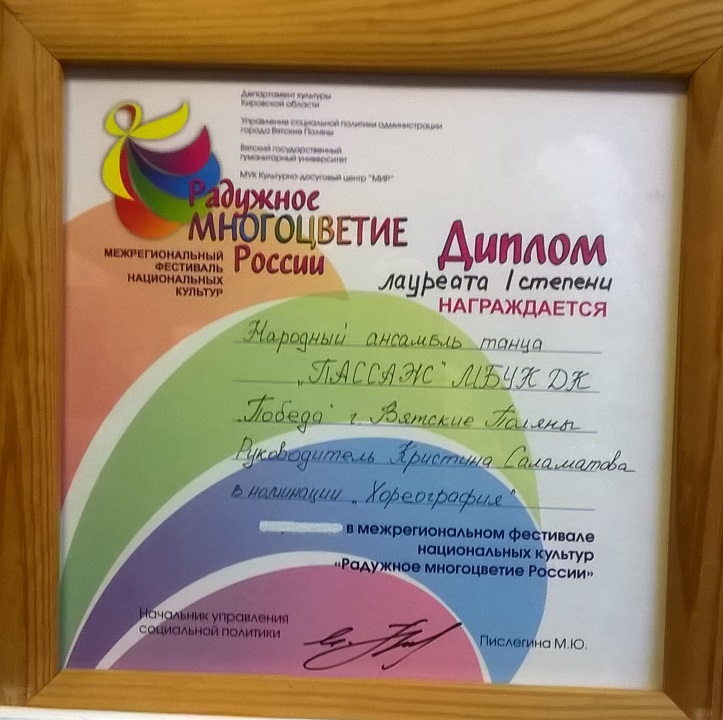 Департамент культуры
Кировской области
Управление социальной политики администрации
города Вятские Поляны
Вятский государственный
гуманитарный университет
МУК Культурно-досуговый центр "МИР"
Радужное
МНОГОЦВЕТИЕ
России
МЕЖРЕГИОНАЛЬНЫЙ
ФЕСТИВАЛЬ
НАЦИОНАЛЬНЫХ
КУЛЬТУР
Диплом
лауреата I степени
НАГРАЖДАЕТСЯ
Народный ансамбль танца
„ПАССАЖ" МБУК ДК
„Победа" г. Вятские Поляны
Руководитель Кристина Саламатова
в номинации „Хореография"
в межрегиональном фестивале
национальных культур
«Радужное многоцветие России»
Начальник управления
социальной политики
Пислегина М.Ю.